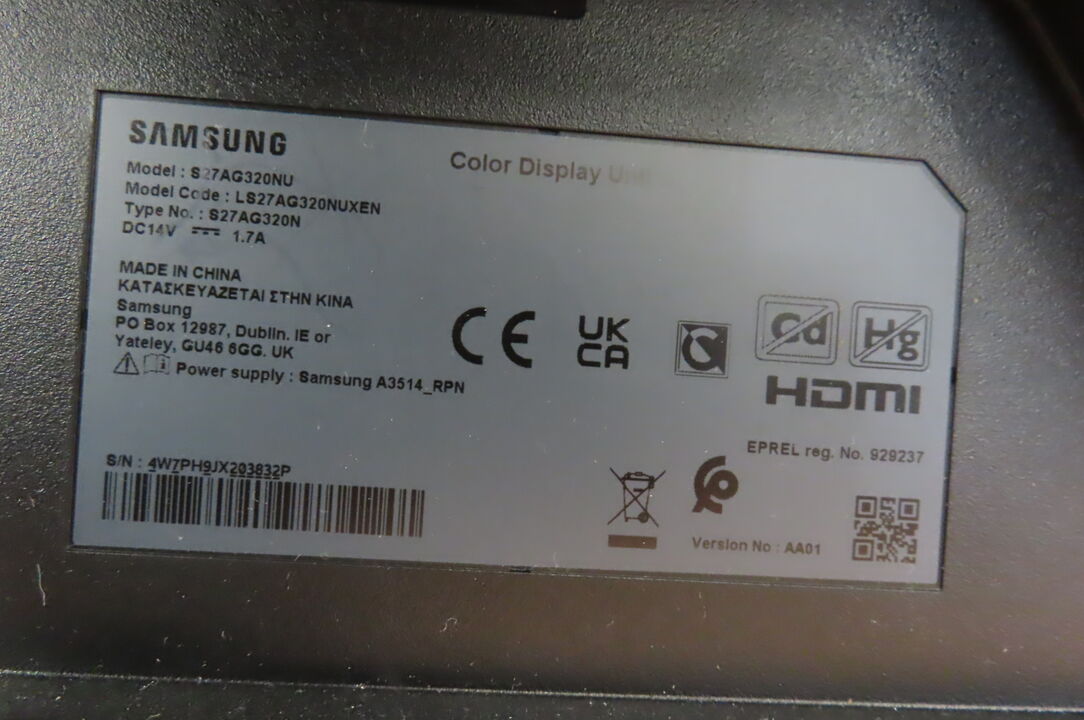 SAMSUNG
Color Display Unit
Model : S27AG320NU
Model Code : LS27AG320NUXEN
Type No. : S27AG320N
DC14V 1.7A
MADE IN CHINA
ΚΑΤΑΣΚΕΥΑΖΕΤΑΙ ΣΤΗΝ ΚΙΝΑ
Samsung
PO Box 12987, Dublin. IE or
Yateley, GU46 6GG. UK
Power supply : Samsung A3514_RPN
CE
UK
CA
Cd
Hg
HDMI
EPREL reg. No. 929237
S/N : 4W7PH9JX203832P
Version No : AA01